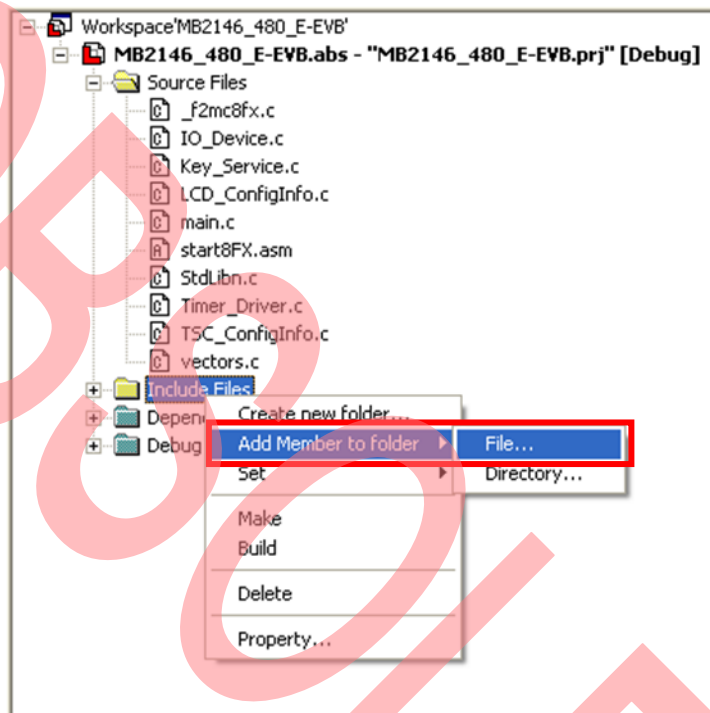 Workspace'MB2146_480_E-EVB'
MB2146_480_E-EVB.abs - "MB2146_480_E-EVB.prj" [Debug]
Source Files
_f2mc8fx.c
IO_Device.c
Key_Service.c
LCD_ConfigInfo.c
main.c
start8FX.asm
StdLibn.c
Timer_Driver.c
TSC_ConfigInfo.c
vectors.c
Include Files
Create new folder...
Add Member to folder
File...
Debug
Set
Directory...
Make
Build
Delete
Property...